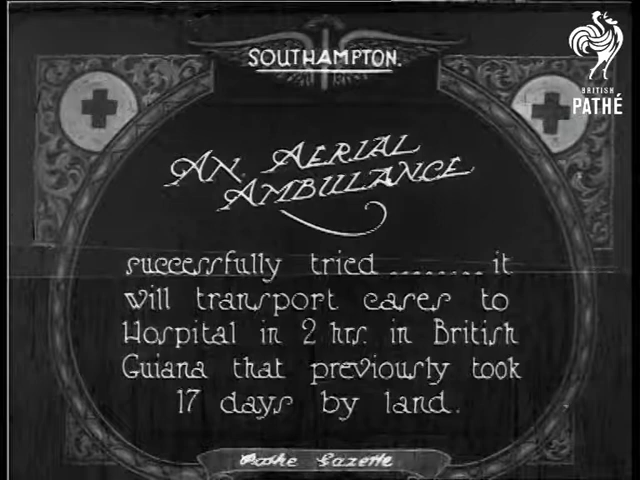 SOUTHAMPTON.
BRITISH
PATHÉ
AN AERIAL
AMBULANCE
successfully tried ........ it
will transport cases to
Hospital in 2 hrs. in British
Guiana that previously took
17 days by land.
Pathe Gazette